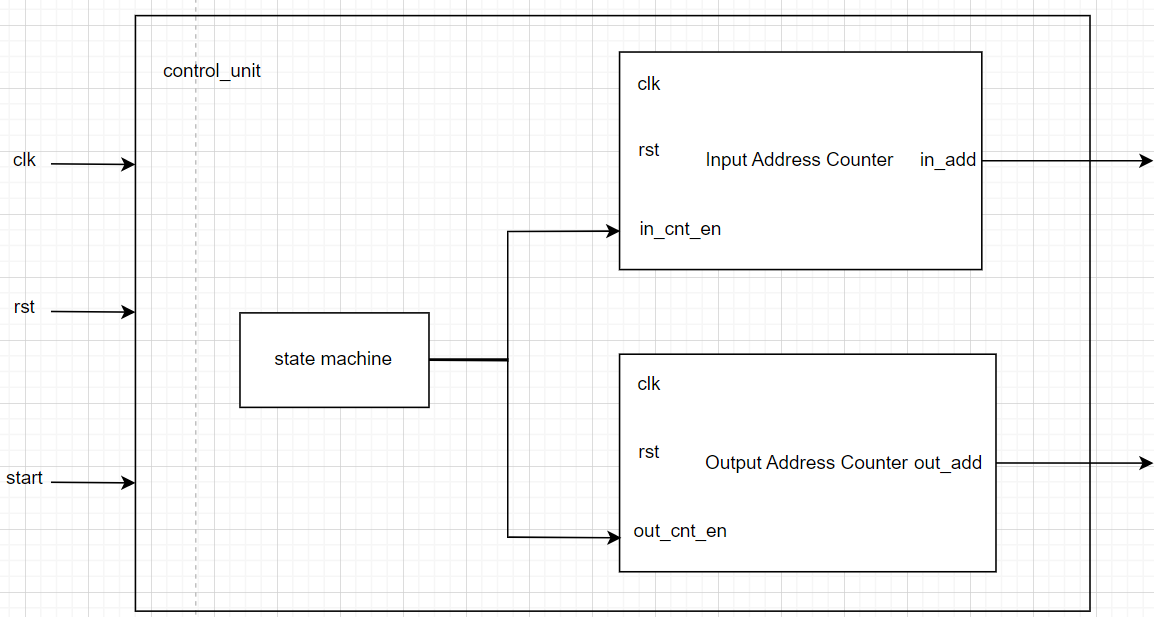 control_unit
clk
rst
start
state machine
clk
rst
Input Address Counter in_add
in_cnt_en
clk
rst
Output Address Counter out_add
out_cnt_en